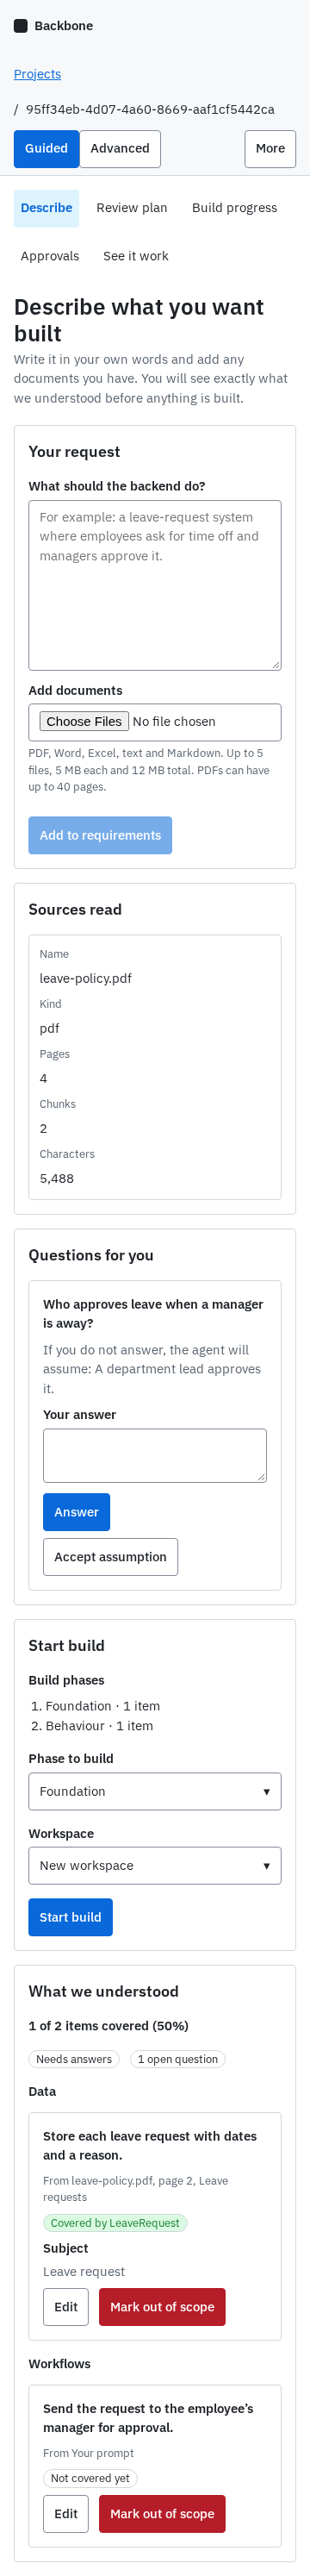 Backbone
Projects
/ 95ff34eb-4d07-4a60-8669-aaf1cf5442ca
Guided Advanced More
Describe Review plan Build progress
Approvals See it work
Describe what you want
built
Write it in your own words and add any
documents you have. You will see exactly what
we understood before anything is built.
Your request
What should the backend do?
For example: a leave-request system
where employees ask for time off and
managers approve it.
Add documents
Choose Files No file chosen
PDF, Word, Excel, text and Markdown. Up to 5
files, 5 MB each and 12 MB total. PDFs can have
up to 40 pages.
Add to requirements
Sources read
Name
leave-policy.pdf
Kind
pdf
Pages
4
Chunks
2
Characters
5,488
Questions for you
Who approves leave when a manager
is away?
If you do not answer, the agent will
assume: A department lead approves
it.
Your answer
Answer
Accept assumption
Start build
Build phases
1. Foundation · 1 item
2. Behaviour · 1 item
Phase to build
Foundation
Workspace
New workspace
Start build
What we understood
1 of 2 items covered (50%)
Needs answers 1 open question
Data
Store each leave request with dates
and a reason.
From leave-policy.pdf, page 2, Leave
requests
Covered by LeaveRequest
Subject
Leave request
Edit Mark out of scope
Workflows
Send the request to the employee’s
manager for approval.
From Your prompt
Not covered yet
Edit Mark out of scope